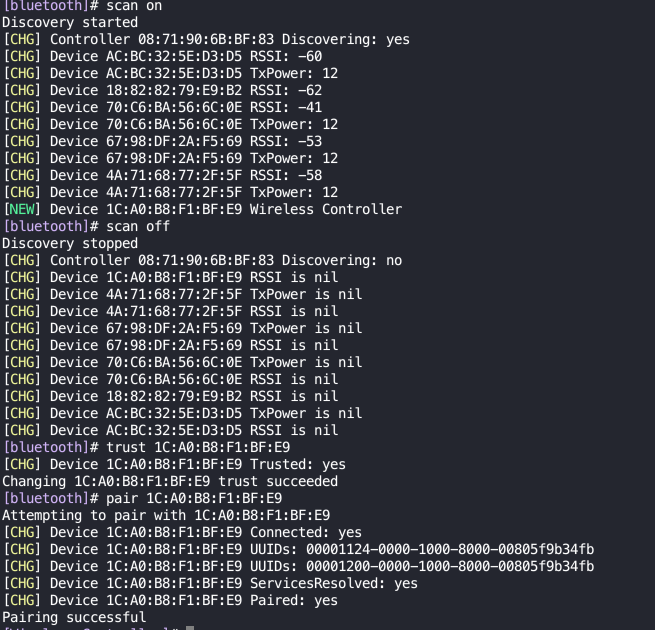 [bluetooth]# scan on
Discovery started
[CHG] Controller 08:71:90:6B:BF:83 Discovering: yes
[CHG] Device AC:BC:32:5E:D3:D5 RSSI: -60
[CHG] Device AC:BC:32:5E:D3:D5 TxPower: 12
[CHG] Device 18:82:82:79:E9:B2 RSSI: -62
[CHG] Device 70:C6:BA:56:6C:0E RSSI: -41
[CHG] Device 70:C6:BA:56:6C:0E TxPower: 12
[CHG] Device 67:98:DF:2A:F5:69 RSSI: -53
[CHG] Device 67:98:DF:2A:F5:69 TxPower: 12
[CHG] Device 4A:71:68:77:2F:5F RSSI: -58
[CHG] Device 4A:71:68:77:2F:5F TxPower: 12
[NEW] Device 1C:A0:B8:F1:BF:E9 Wireless Controller
[bluetooth]# scan off
Discovery stopped
[CHG] Controller 08:71:90:6B:BF:83 Discovering: no
[CHG] Device 1C:A0:B8:F1:BF:E9 RSSI is nil
[CHG] Device 4A:71:68:77:2F:5F TxPower is nil
[CHG] Device 4A:71:68:77:2F:5F RSSI is nil
[CHG] Device 67:98:DF:2A:F5:69 TxPower is nil
[CHG] Device 67:98:DF:2A:F5:69 RSSI is nil
[CHG] Device 70:C6:BA:56:6C:0E TxPower is nil
[CHG] Device 70:C6:BA:56:6C:0E RSSI is nil
[CHG] Device 18:82:82:79:E9:B2 RSSI is nil
[CHG] Device AC:BC:32:5E:D3:D5 TxPower is nil
[CHG] Device AC:BC:32:5E:D3:D5 RSSI is nil
[bluetooth]# trust 1C:A0:B8:F1:BF:E9
[CHG] Device 1C:A0:B8:F1:BF:E9 Trusted: yes
Changing 1C:A0:B8:F1:BF:E9 trust succeeded
[bluetooth]# pair 1C:A0:B8:F1:BF:E9
Attempting to pair with 1C:A0:B8:F1:BF:E9
[CHG] Device 1C:A0:B8:F1:BF:E9 Connected: yes
[CHG] Device 1C:A0:B8:F1:BF:E9 UUIDs: 00001124-0000-1000-8000-00805f9b34fb
[CHG] Device 1C:A0:B8:F1:BF:E9 UUIDs: 00001200-0000-1000-8000-00805f9b34fb
[CHG] Device 1C:A0:B8:F1:BF:E9 ServicesResolved: yes
[CHG] Device 1C:A0:B8:F1:BF:E9 Paired: yes
Pairing successful